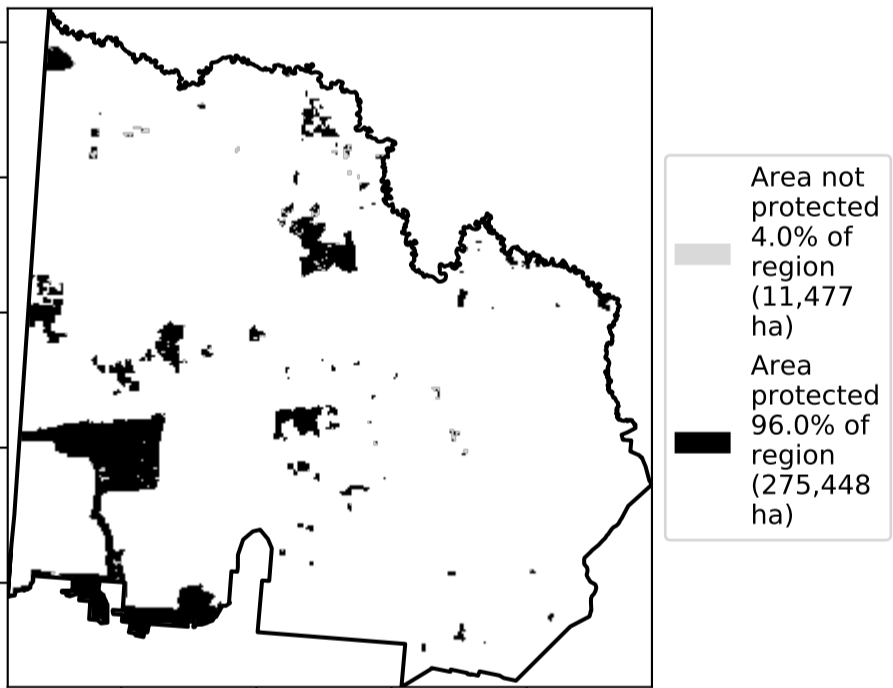 Area not
protected
4.0% of
region
(11,477
ha)
Area
protected
96.0% of
region
(275,448
ha)